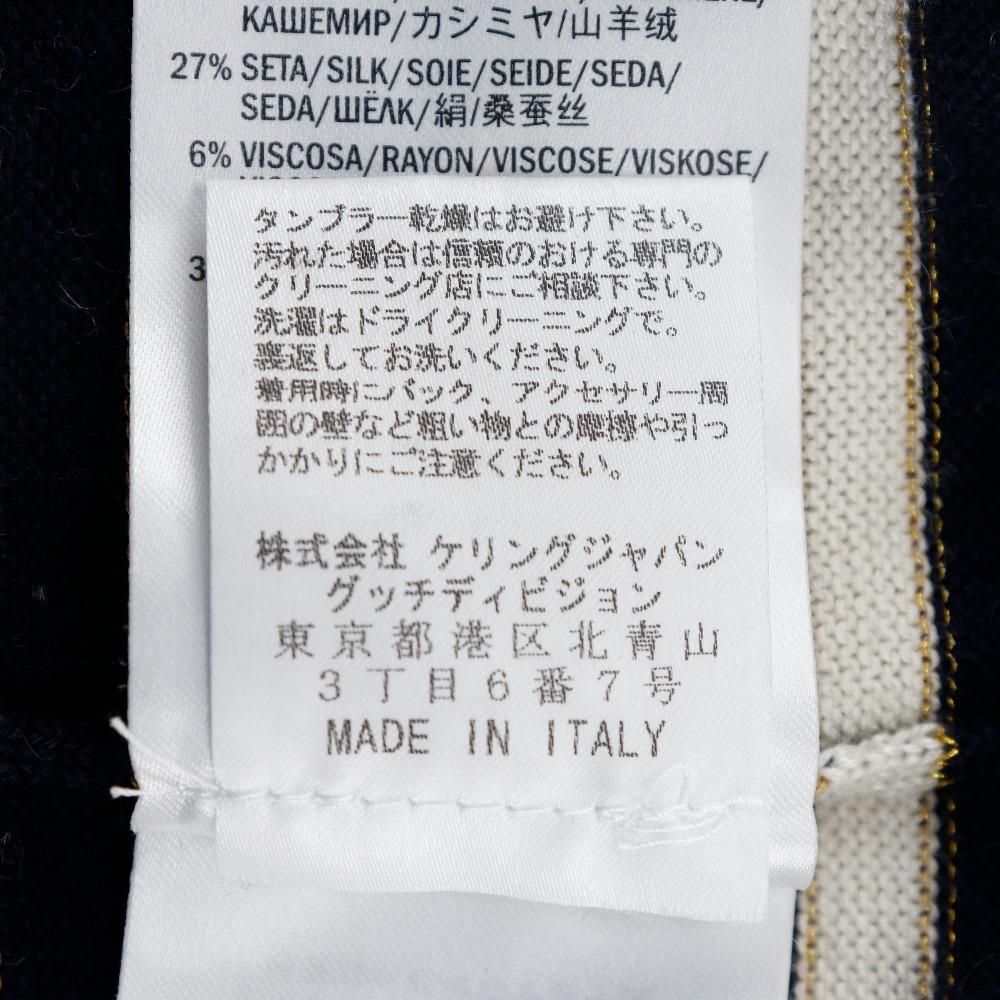 КАШЕМИР/カシミヤ/山羊绒
27% SETA/SILK/SOIE/SEIDE/SEDA/
SEDA/ШЁЛК/絹/桑蚕丝
6% VISCOSA/RAYON/VISCOSE/VISKOSE/
3
タンブラー乾燥はお避け下さい。
汚れた場合は信頼のおける専門の
クリーニング店にご相談下さい。
洗濯はドライクリーニングで。
裏返してお洗いください。
着用時にバック、アクセサリー周
囲の壁など粗い物との摩擦や引っ
かかりにご注意ください。
株式会社 ケリングジャパン
グッチディビジョン
東京都港区北青山
3丁目6番7号
MADE IN ITALY